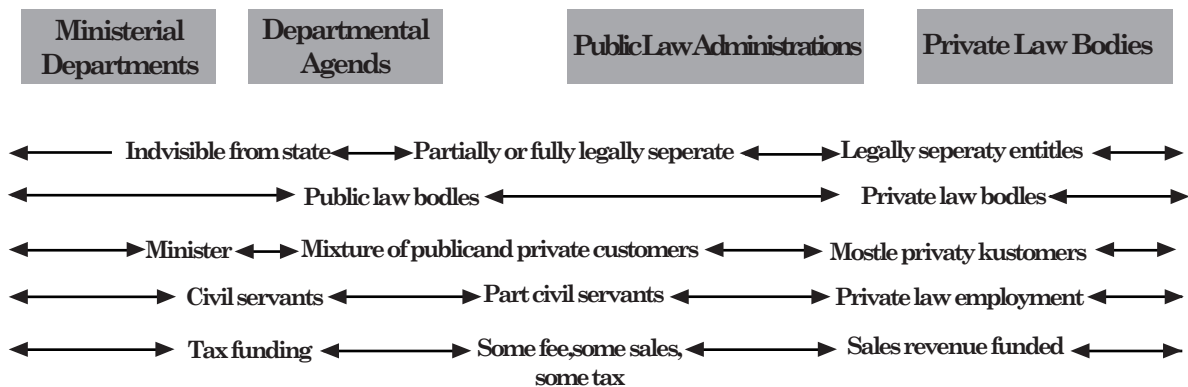 Ministerial
Departments
Departmental
Agends
Public Law Administrations
Private Law Bodies
Indvisible from state
Partially or fully legally seperate
Legally seperaty entitles
Public law bodles
Private law bodles
Minister
Mixture of publicand private customers
Mostle privaty kustomers
Civil servants
Part civil servants
Private law employment
Tax funding
Some fee,some sales,
some tax
Sales revenue funded